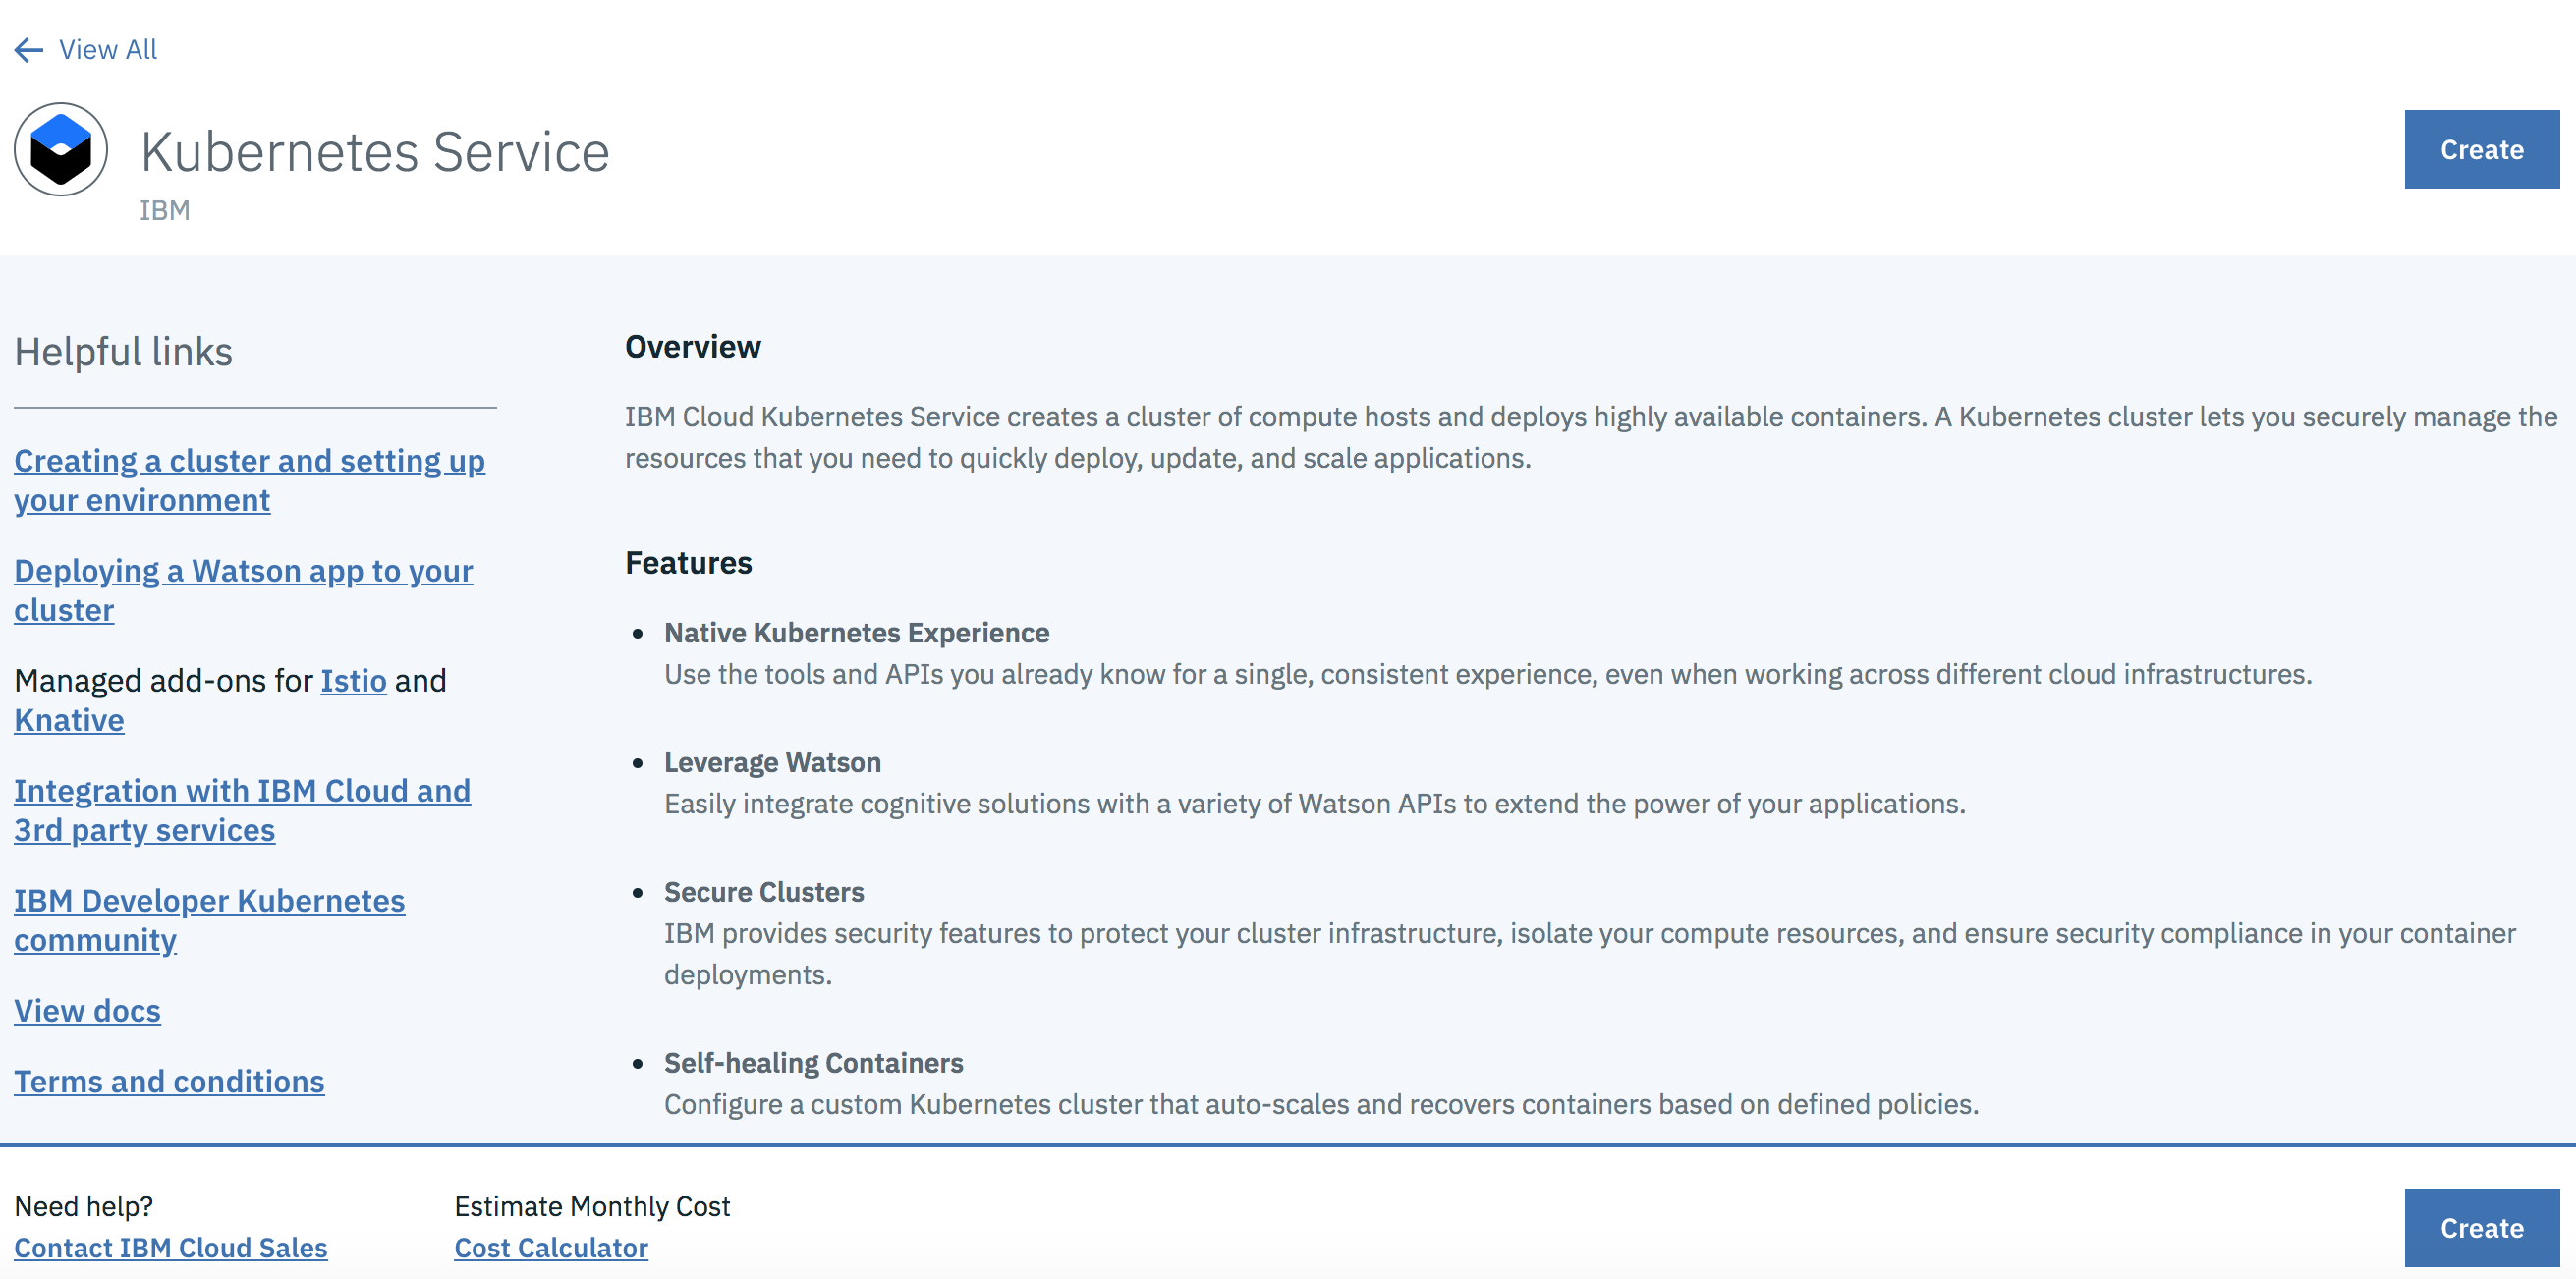 View All
Kubernetes Service
IBM
Create
Helpful links
Creating a cluster and setting up
your environment
Deploying a Watson app to your
cluster
Managed add-ons for Istio and
Knative
Integration with IBM Cloud and
3rd party services
IBM Developer Kubernetes
community
View docs
Terms and conditions
Overview
IBM Cloud Kubernetes Service creates a cluster of compute hosts and deploys highly available containers. A Kubernetes cluster lets you securely manage the
resources that you need to quickly deploy, update, and scale applications.
Features
Native Kubernetes Experience
Use the tools and APIs you already know for a single, consistent experience, even when working across different cloud infrastructures.
Leverage Watson
Easily integrate cognitive solutions with a variety of Watson APIs to extend the power of your applications.
Secure Clusters
IBM provides security features to protect your cluster infrastructure, isolate your compute resources, and ensure security compliance in your container
deployments.
Self-healing Containers
Configure a custom Kubernetes cluster that auto-scales and recovers containers based on defined policies.
Need help?
Contact IBM Cloud Sales
Estimate Monthly Cost
Cost Calculator
Create